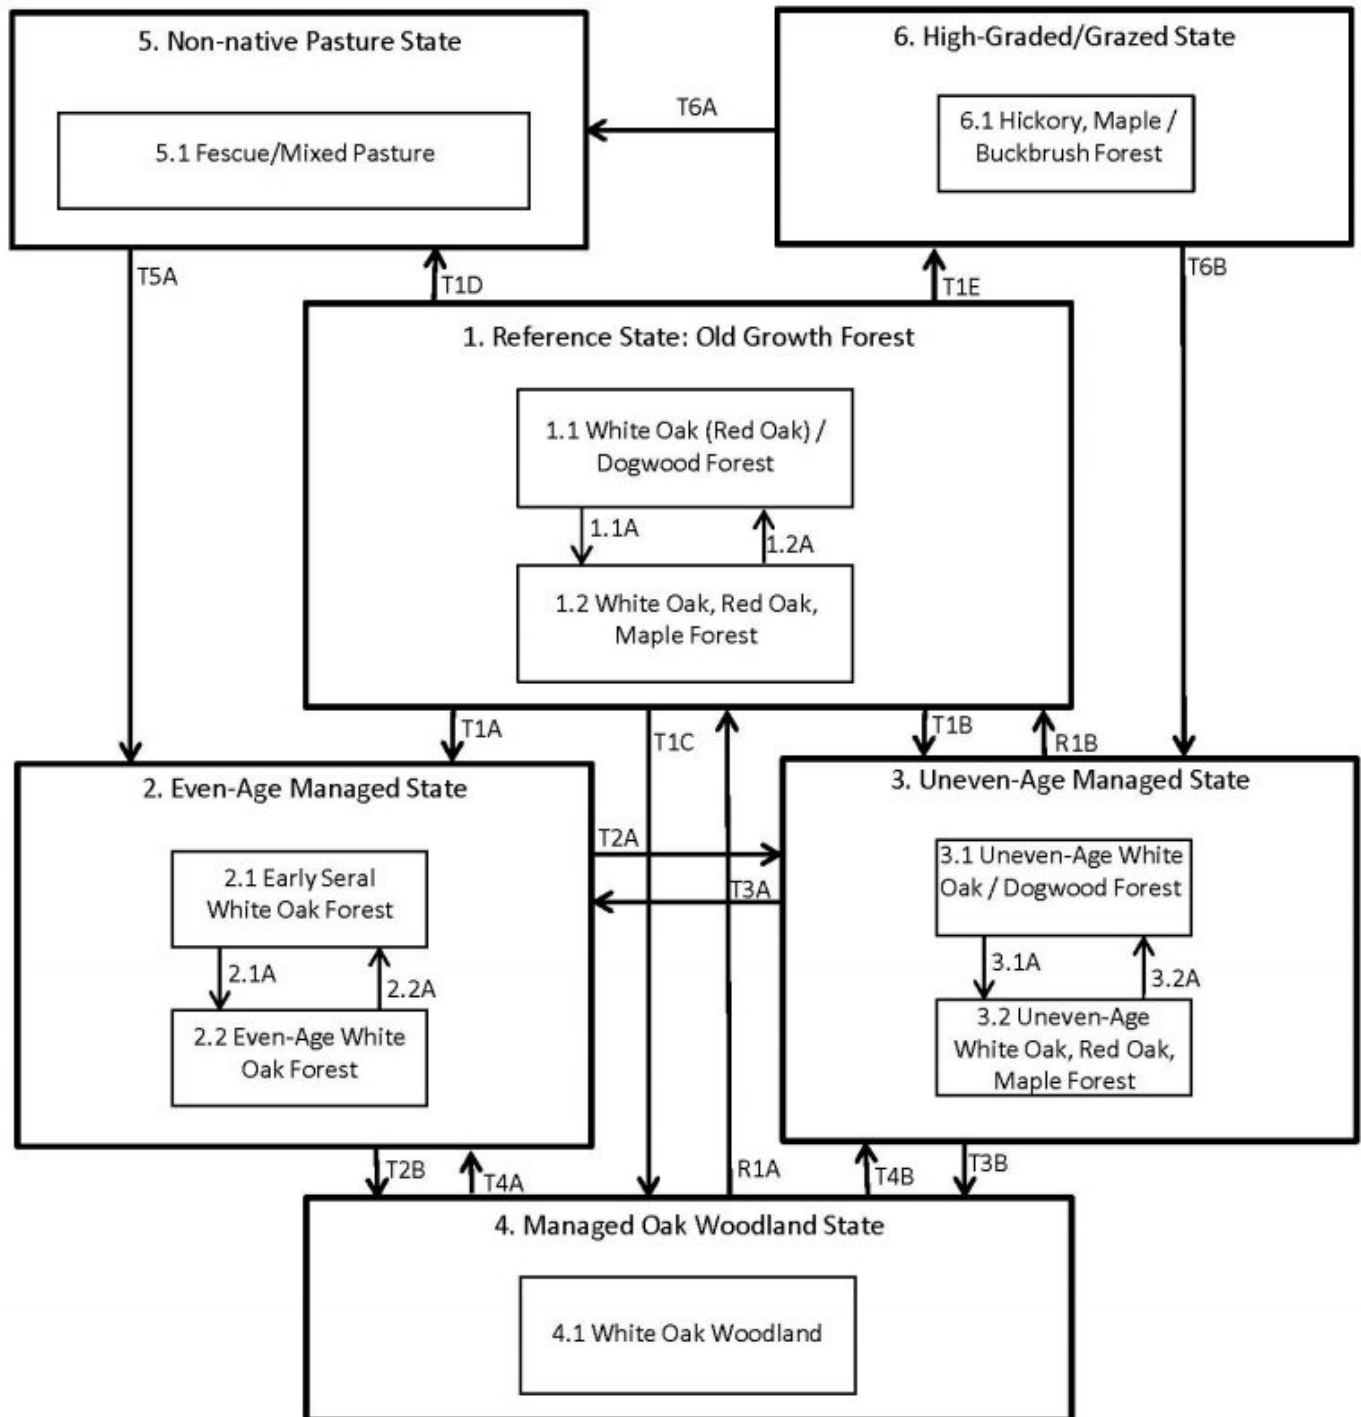 5. Non-native Pasture State
5.1 Fescue/Mixed Pasture
T6A
6. High-Graded/Grazed State
6.1 Hickory, Maple /
Buckbrush Forest
T5A
T1D
T1E
T6B
1. Reference State: Old Growth Forest
1.1 White Oak (Red Oak) /
Dogwood Forest
1.1A
1.2A
1.2 White Oak, Red Oak,
Maple Forest
T1A
T1C
T1B
R1B
2. Even-Age Managed State
2.1 Early Seral
White Oak Forest
2.1A
2.2A
2.2 Even-Age White
Oak Forest
T2A
T3A
3. Uneven-Age Managed State
3.1 Uneven-Age White
Oak / Dogwood Forest
3.1A
3.2A
3.2 Uneven-Age
White Oak, Red Oak,
Maple Forest
T2B
T4A
R1A
T4B
T3B
4. Managed Oak Woodland State
4.1 White Oak Woodland